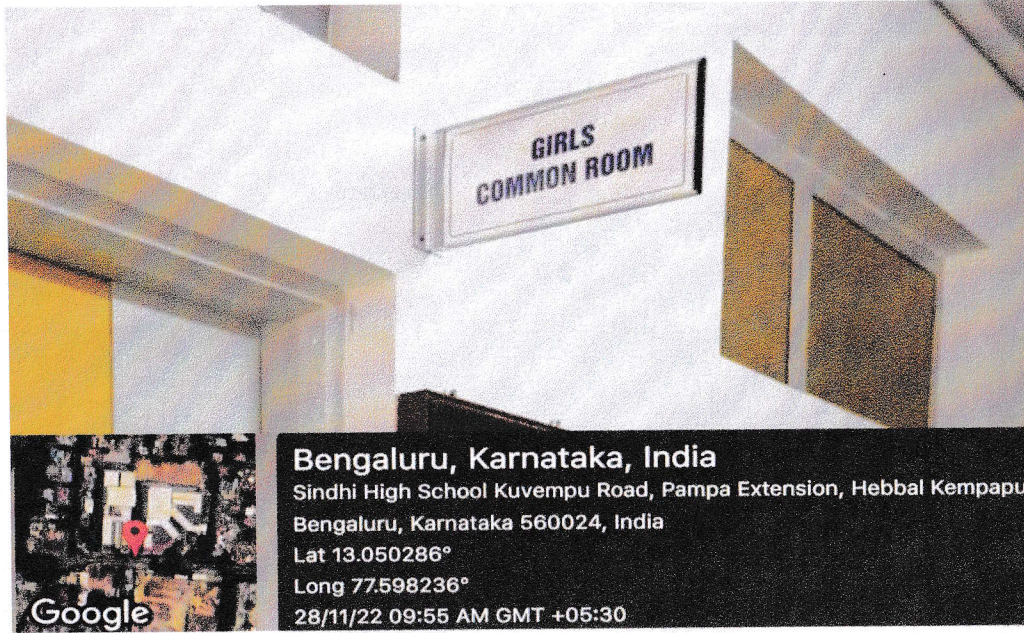 GIRLS
COMMON ROOM
Bengaluru, Karnataka, India
Sindhi High School Kuvempu Road, Pampa Extension, Hebbal Kempapu
Bengaluru, Karnataka 560024, India
Lat 13.050286°
Long 77.598236°
28/11/22 09:55 AM GMT +05:30
Google